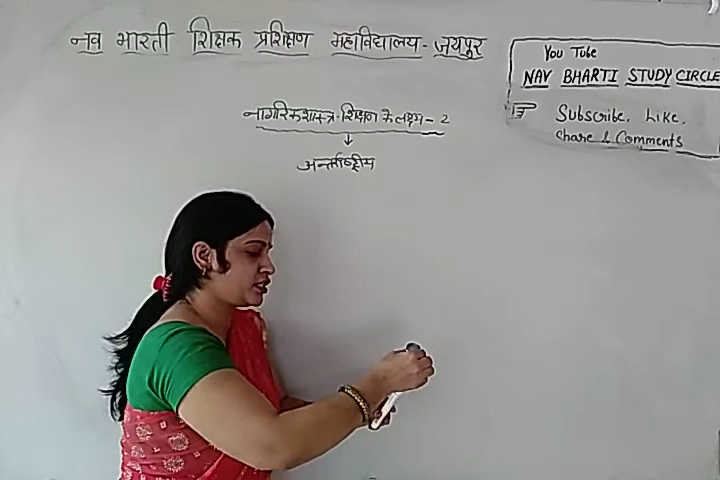 नव भारती शिक्षक प्रशिक्षण महाविद्यालय - जयपुर
You Tube
NAV BHARTI STUDY CIRCLE
Subscribe, Like,
Share & Comments
नागरिकशास्त्र-शिक्षण के लक्ष्य - 2
अन्तर्राष्ट्रीय